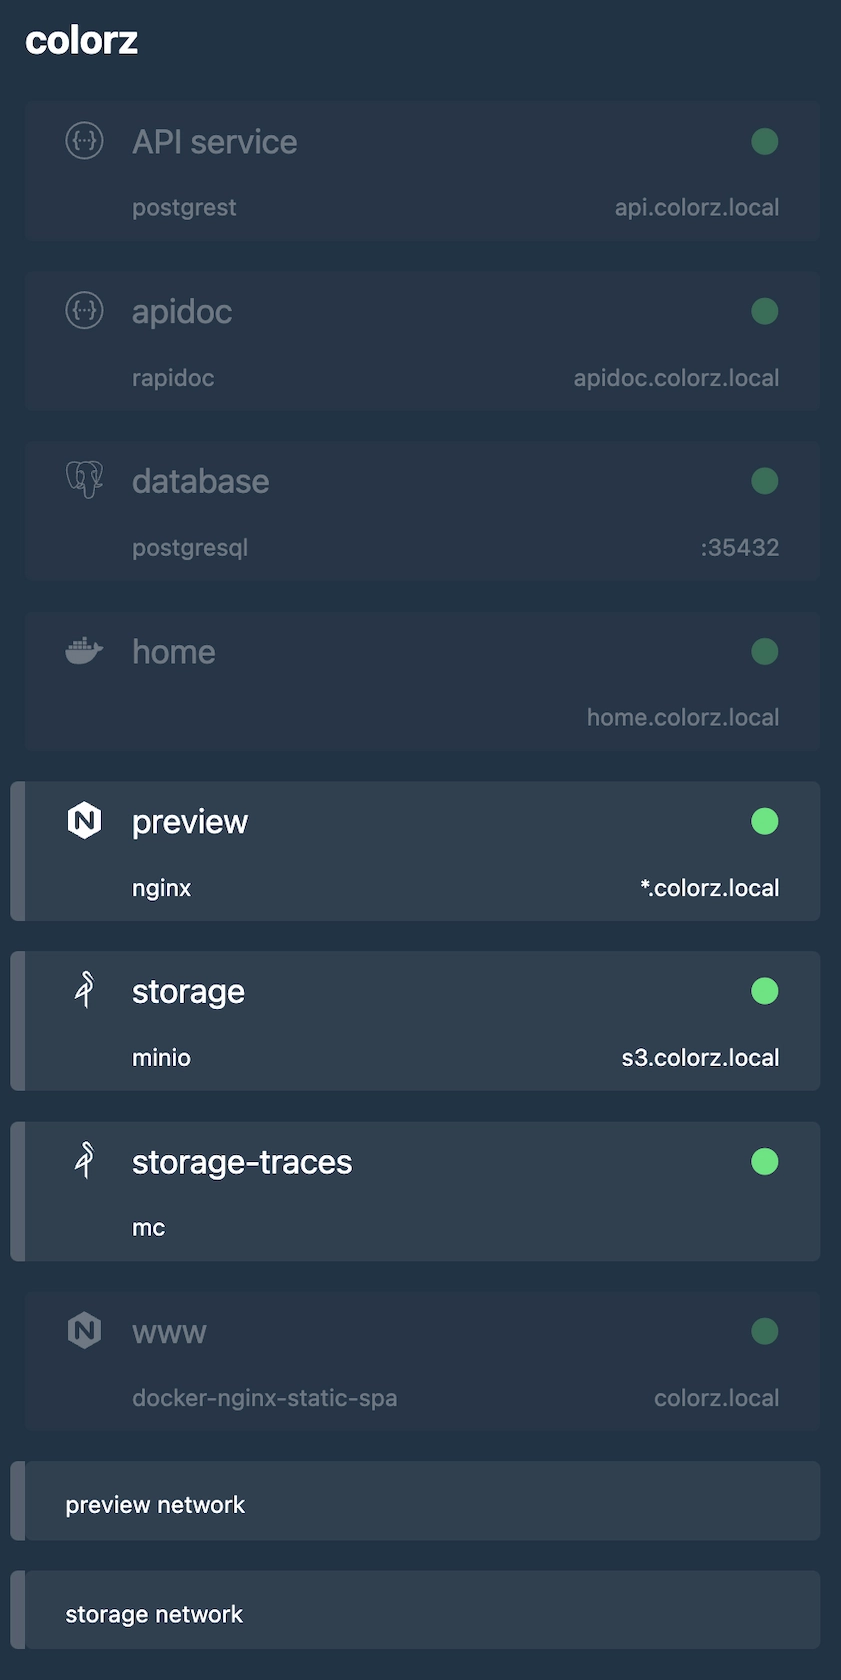 colorz
API service
postgrest api.colorz.local
apidoc
rapidoc apidoc.colorz.local
database
postgresql :35432
home
home.colorz.local
preview
nginx *.colorz.local
storage
minio s3.colorz.local
storage-traces
mc
www
docker-nginx-static-spa colorz.local
preview network
storage network